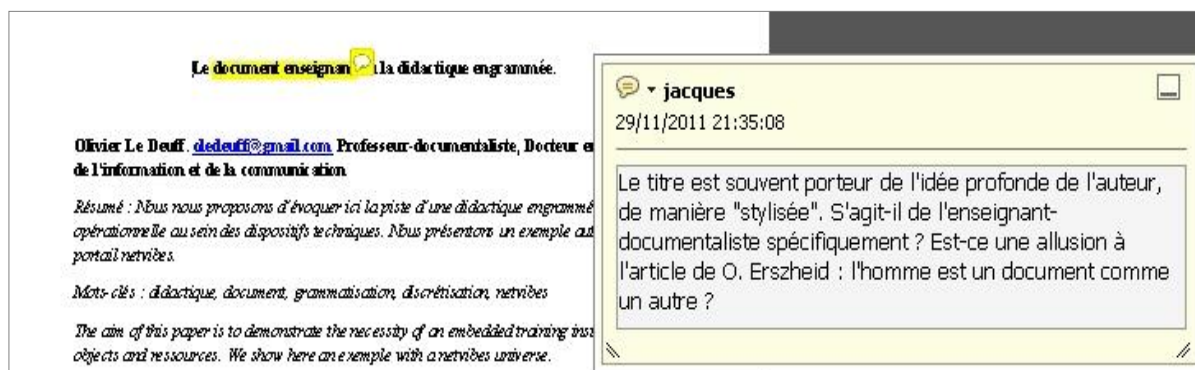 Le document enseignan la didactique engrammée.
Olivier Le Deuff. oledeuff@gmail.com Professeur-documentaliste, Docteur e
de l'information et de la communication
Résumé : Nous nous proposons d'évoquer ici la piste d'une didactique engrammé
opérationnelle au sein des dispositifs techniques. Nous présentons un exemple aut
portail netvibes.
Mots-clés : didactique, document, grammatisation, discrétisation, netvibes
The aim of this paper is to demonstrate the necessity of an embedded training inst
objects and ressources. We show here an exemple with a netvibes universe.
jacques
29/11/2011 21:35:08
Le titre est souvent porteur de l'idée profonde de l'auteur,
de manière "stylisée". S'agit-il de l'enseignant-
documentaliste spécifiquement ? Est-ce une allusion à
l'article de O. Erszheid : l'homme est un document comme
un autre ?